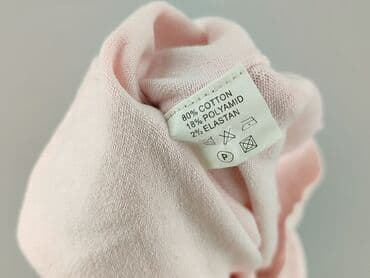 80% COTTON
18% POLYAMID
2% ELASTAN
P